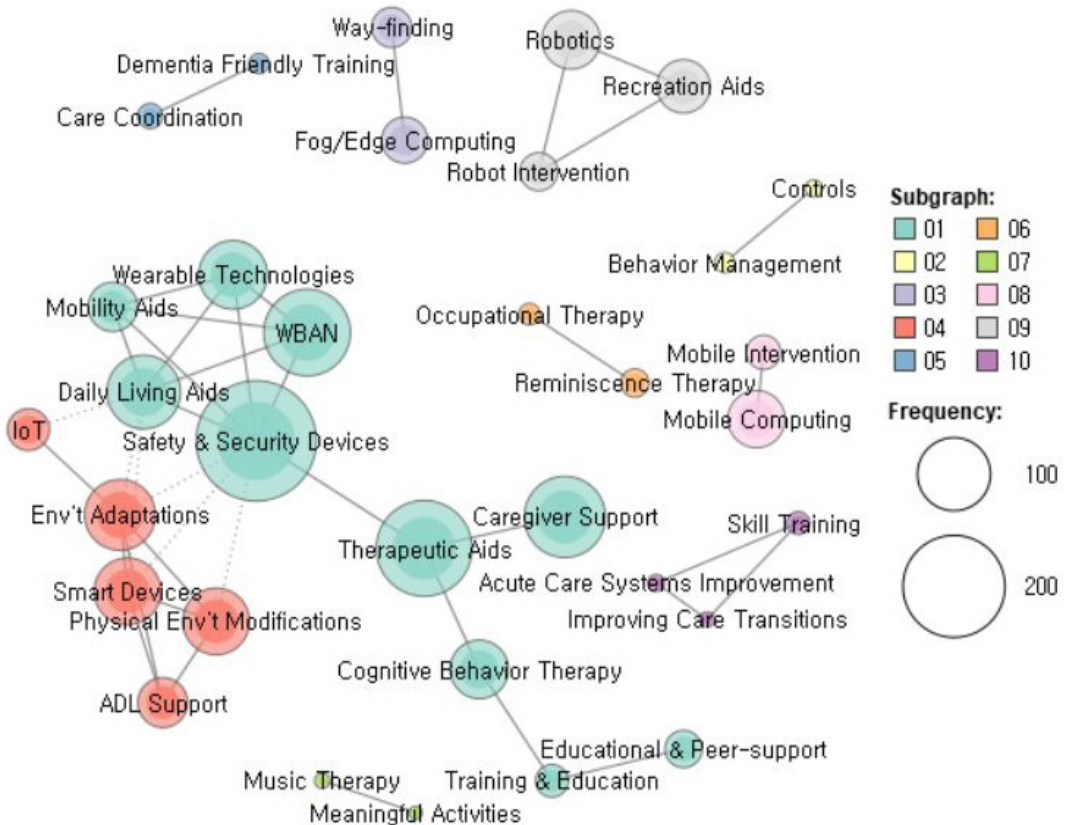 Way-finding
Robotics
Dementia Friendly Training
Recreation Aids
Care Coordination
Fog/Edge Computing
Robot Intervention
Controls
Behavior Management
Subgraph:
01
06
02
07
03
08
04
09
05
10
Wearable Technologies
Mobility Aids
WBAN
Occupational Therapy
Mobile Intervention
Daily Living Aids
Reminiscence Therapy
Mobile Computing
IoT
Safety & Security Devices
Frequency:
100
200
Env't Adaptations
Caregiver Support
Skill Training
Therapeutic Aids
Smart Devices
Acute Care Systems Improvement
Physical Env't Modifications
Improving Care Transitions
Cognitive Behavior Therapy
ADL Support
Educational & Peer-support
Music Therapy
Training & Education
Meaningful Activities